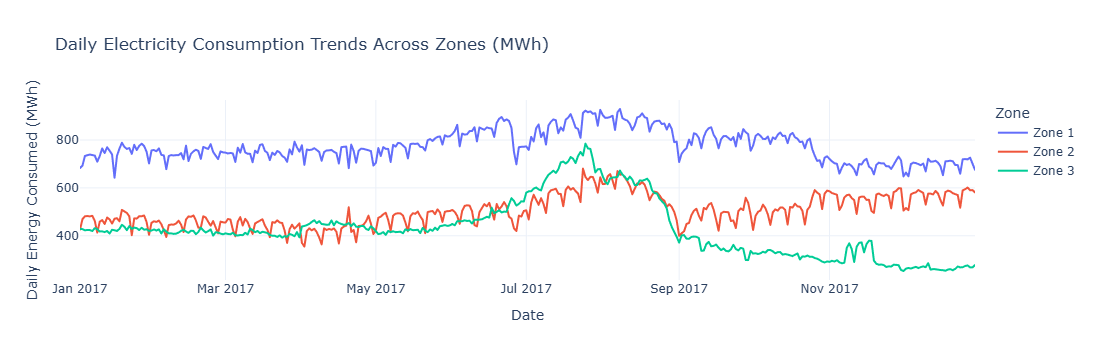 Daily Electricity Consumption Trends Across Zones (MWh)
Daily Energy Consumed (MWh)
800
600
400
Jan 2017
Mar 2017
May 2017
Jul 2017
Sep 2017
Nov 2017
Date
Zone
Zone 1
Zone 2
Zone 3